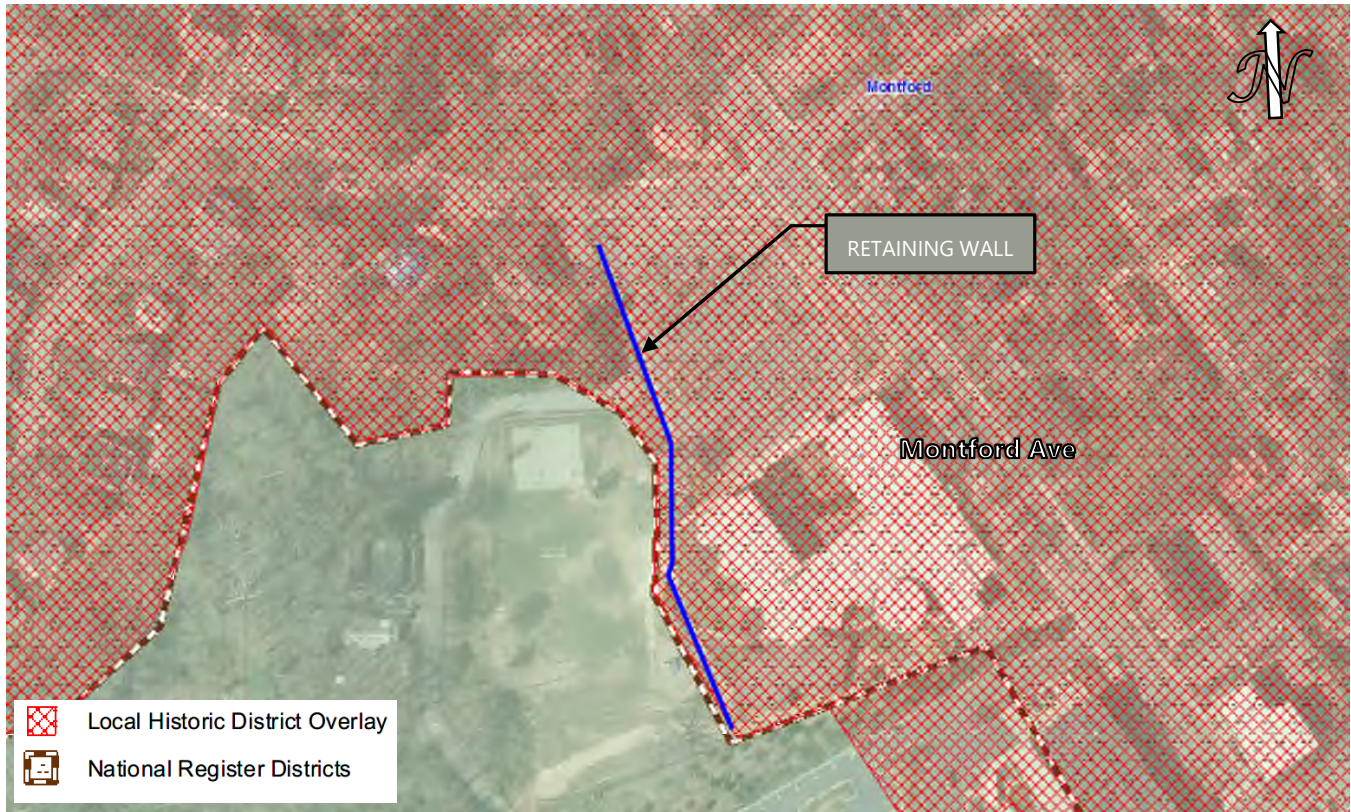 Montford
N
RETAINING WALL
Montford Ave
Local Historic District Overlay
National Register Districts